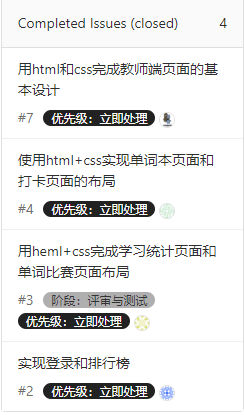 Completed Issues (closed) 4
用html和css完成教师端页面的基
本设计
#7 优先级：立即处理
使用html+css实现单词本页面和
打卡页面的布局
#4 优先级：立即处理
用heml+css完成学习统计页面和
单词比赛页面布局
#3 阶段：评审与测试
优先级：立即处理
实现登录和排行榜
#2 优先级：立即处理